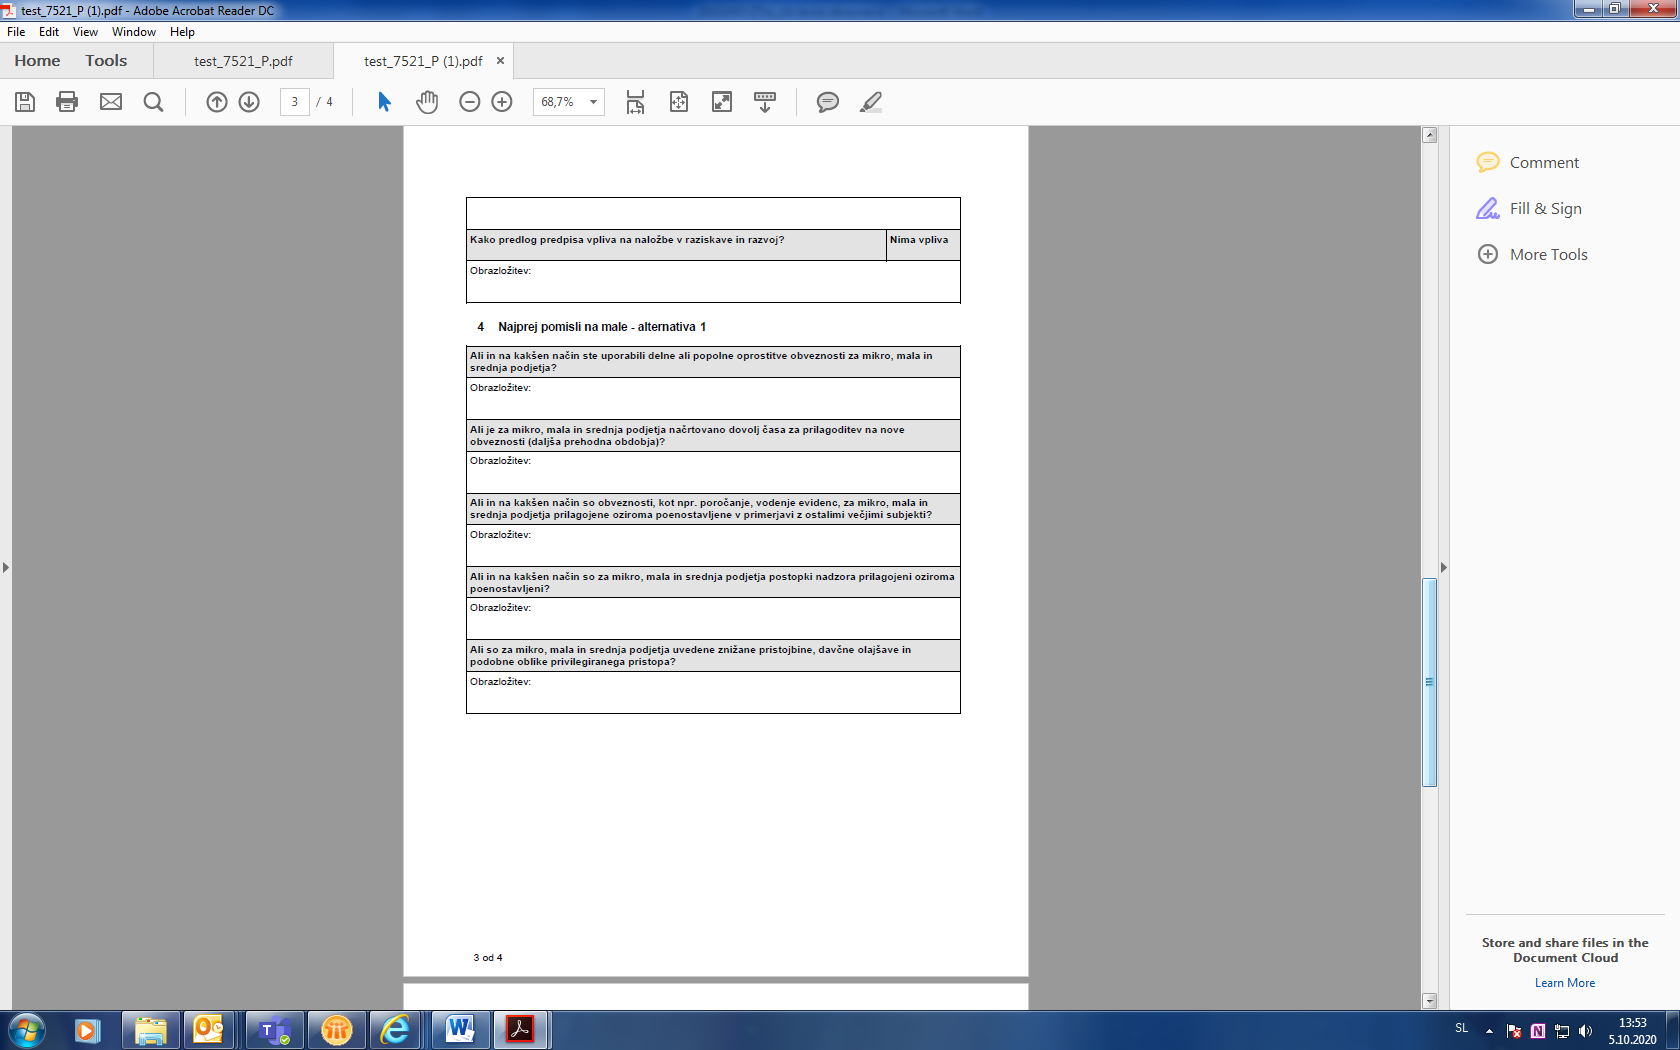 test_7521_P (1).pdf - Adobe Acrobat Reader DC
File Edit View Window Help
Home Tools test_7521_P.pdf test_7521_P (1).pdf
3 / 4 68,7%
Kako predlog predpisa vpliva na naložbe v raziskave in razvoj? Nima vpliva
Obrazložitev:
4 Najprej pomisli na male - alternativa 1
Ali in na kakšen način ste uporabili delne ali popolne oprostitve obveznosti za mikro, mala in
srednja podjetja?
Obrazložitev:
Ali je za mikro, mala in srednja podjetja načrtovano dovolj časa za prilagoditev na nove
obveznosti (daljša prehodna obdobja)?
Obrazložitev:
Ali in na kakšen način so obveznosti, kot npr. poročanje, vodenje evidenc, za mikro, mala in
srednja podjetja prilagojene oziroma poenostavljene v primerjavi z ostalimi večjimi subjekti?
Obrazložitev:
Ali in na kakšen način so za mikro, mala in srednja podjetja postopki nadzora prilagojeni oziroma
poenostavljeni?
Obrazložitev:
Ali so za mikro, mala in srednja podjetja uvedene znižane pristojbine, davčne olajšave in
podobne oblike privilegiranega pristopa?
Obrazložitev:
3 od 4
Comment
Fill & Sign
More Tools
Store and share files in the
Document Cloud
Learn More
SL
13:53
5.10.2020